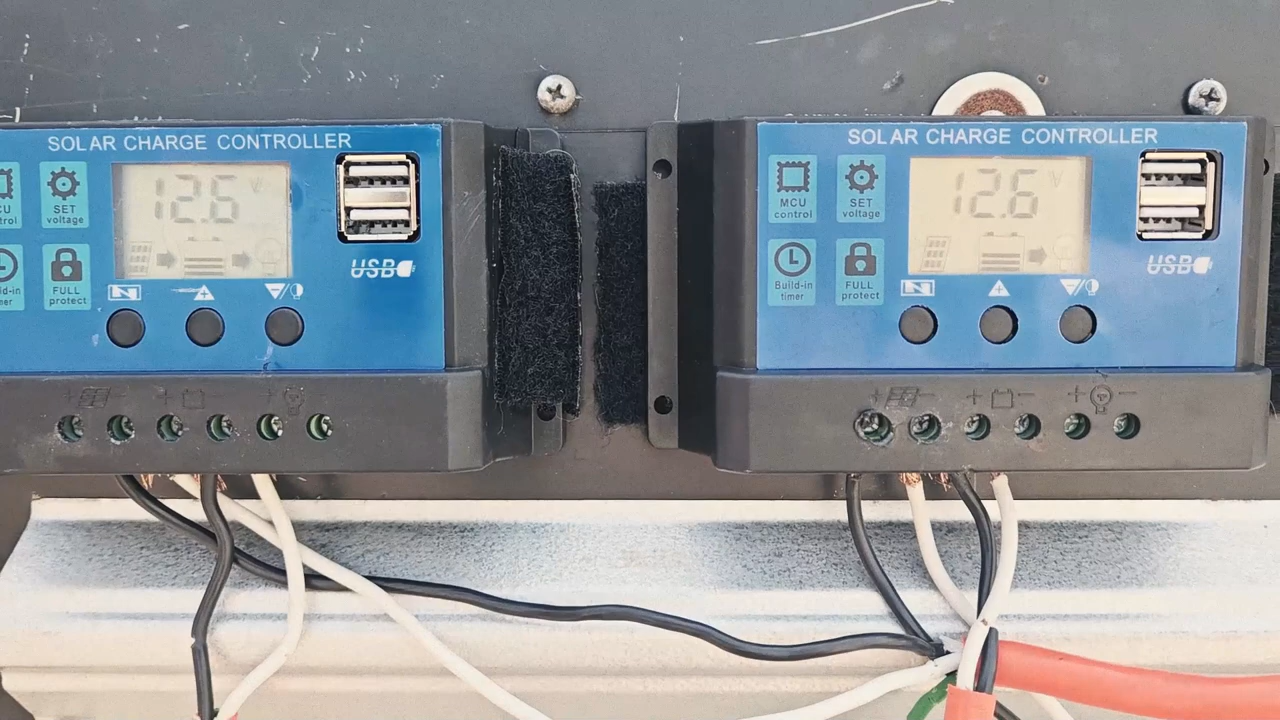 SOLAR CHARGE CONTROLLER
SET
voltage
12.6 V
FULL
protect
USB
SOLAR CHARGE CONTROLLER
MCU
control
SET
voltage
12.6 V
Build-in
timer
FULL
protect
USB